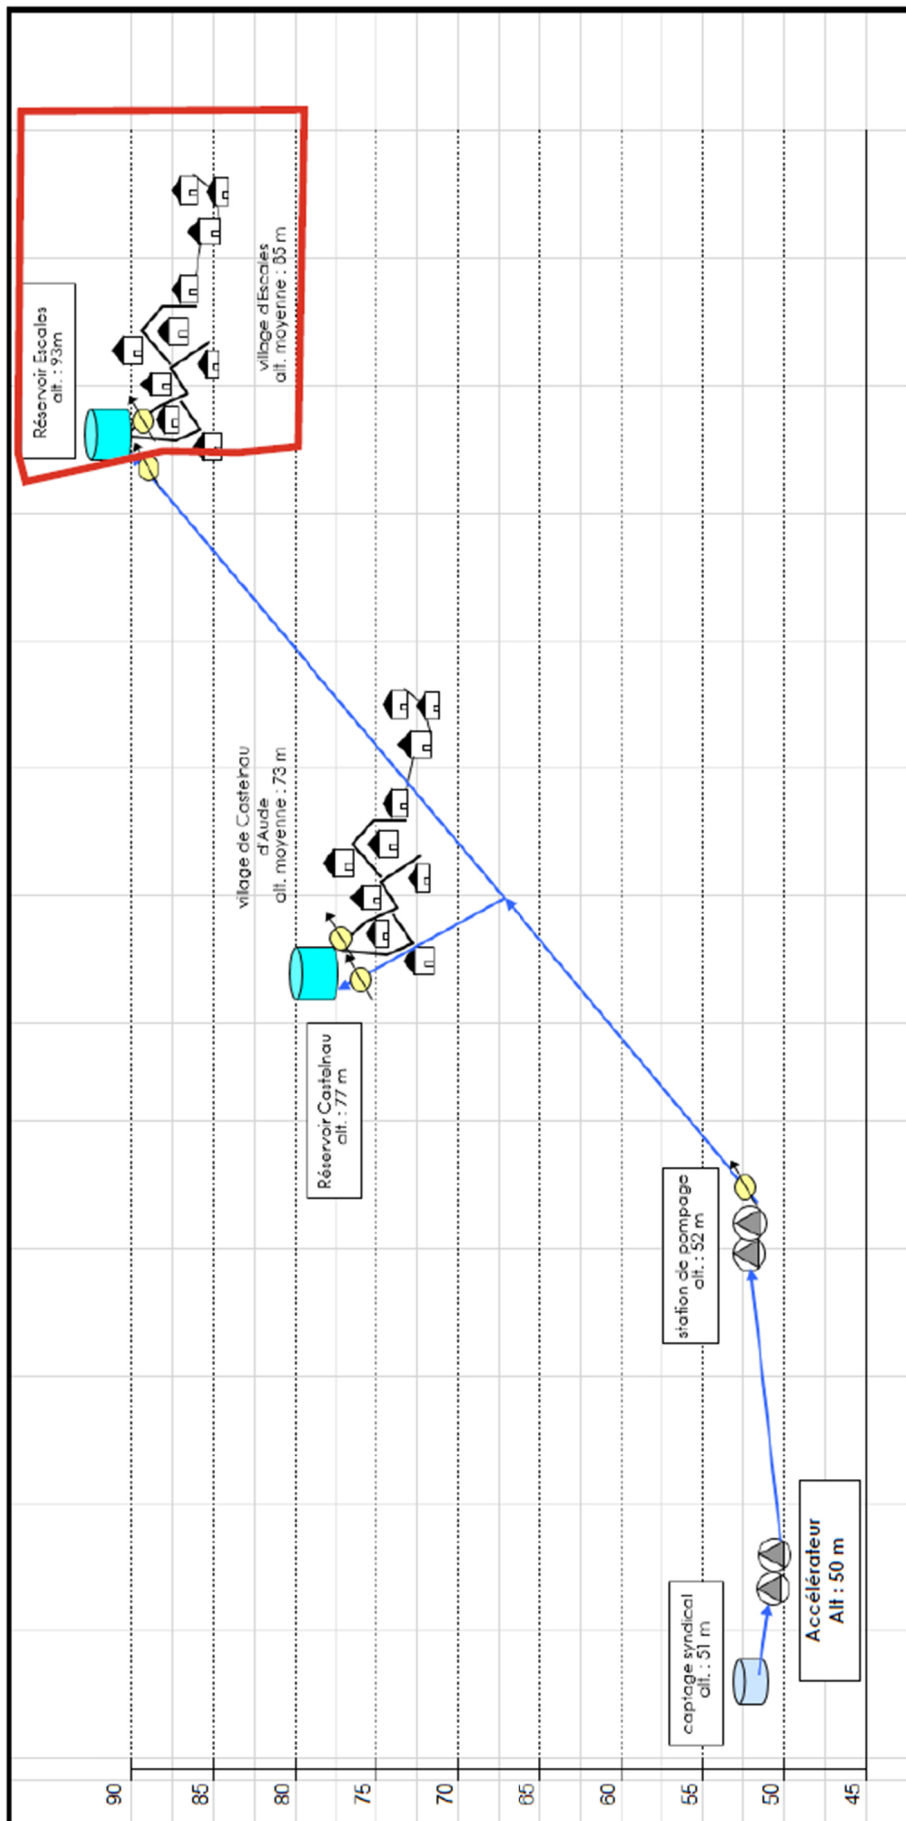 Réservoir Escales
alt. : 93m
village d'Escales
alt. moyenne : 85 m
village de Castelnau
d'Aude
alt. moyenne : 73 m
Réservoir Castelnau
alt. : 77 m
station de pompage
alt. : 52 m
captage syndical
alt. : 51 m
Accélérateur
Alt : 50 m
90
85
80
75
70
65
60
55
50
45